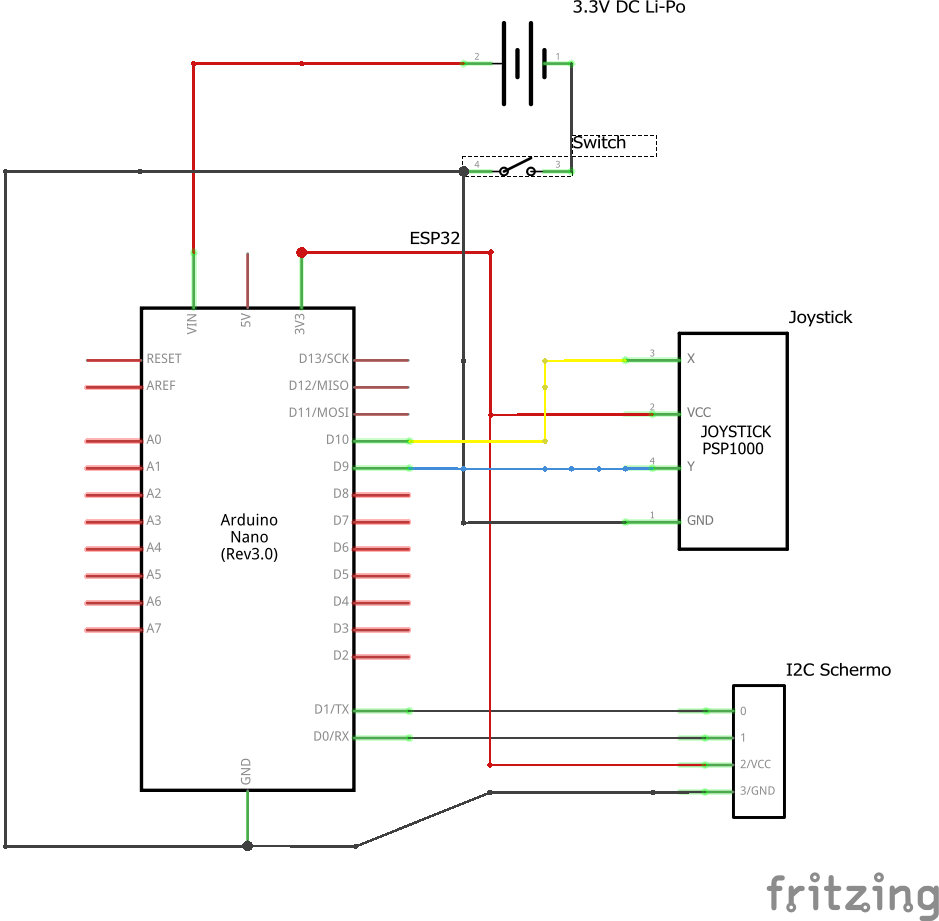 3.3V DC Li-Po
2 1
Switch
4 3
ESP32
VIN 5V 3V3
Joystick
RESET D13/SCK
3 X
AREF D12/MISO
D11/MOSI
2 VCC
JOYSTICK
PSP1000
A0 D10
A1 D9
4 Y
A2 D8
A3 D7
1 GND
Arduino
Nano
(Rev3.0)
A4 D6
A5 D5
A6 D4
A7 D3
D2
I2C Schermo
D1/TX 0
D0/RX 1
2/VCC
GND
3/GND
fritzing